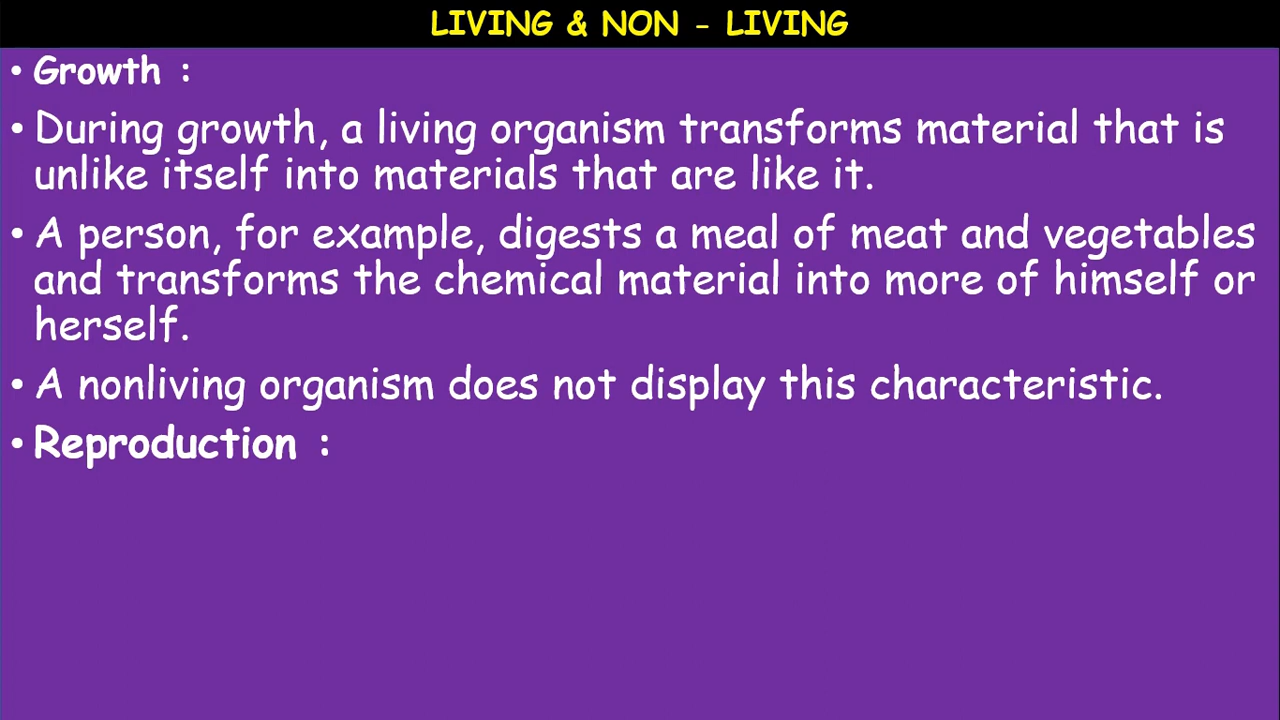 LIVING & NON - LIVING
• Growth :
• During growth, a living organism transforms material that is
unlike itself into materials that are like it.
• A person, for example, digests a meal of meat and vegetables
and transforms the chemical material into more of himself or
herself.
• A nonliving organism does not display this characteristic.
• Reproduction :